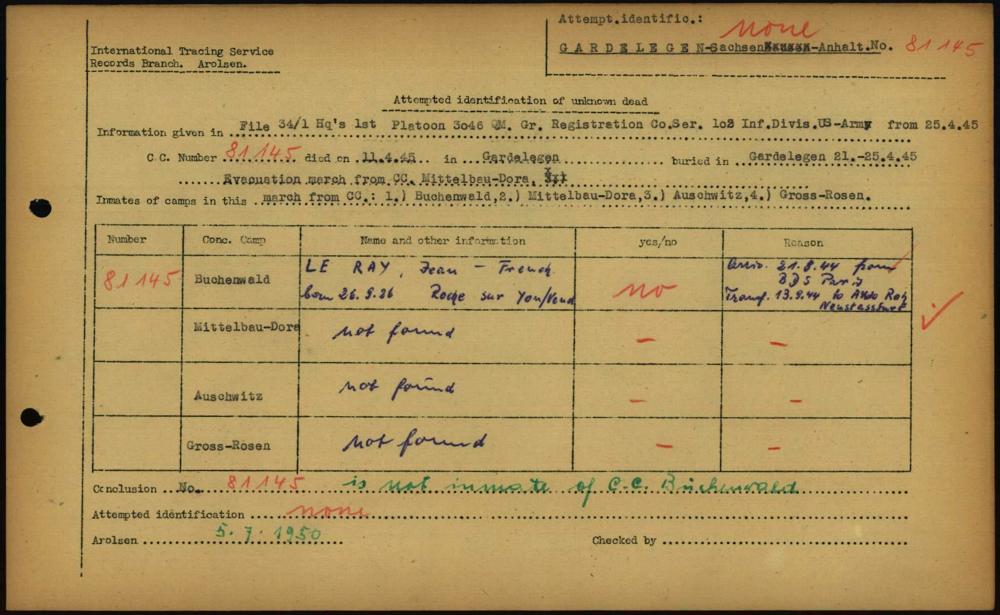 Attempt.identific.: none
International Tracing Service
GARDELEGEN-Sachsen-Anhalt.No. 81145
Records Branch. Arolsen.
Attempted identification of unknown dead
Information given in File 34/1 Hq's 1st Platoon 3046 QM. Gr. Registration Co.Ser. 102 Inf.Divis.US-Army from 25.4.45
C.C. Number 81145 died on 11.4.45 in Gardelegen buried in Gardelegen 21.-25.4.45
Evacuation march from CC. Mittelbau-Dora.
Inmates of camps in this march from CC.: 1.) Buchenwald,2.) Mittelbau-Dora,3.) Auschwitz,4.) Gross-Rosen.
Number Conc. Camp Name and other information yes/no Reason
81145 Buchenwald LE RAY, Jean - French no Arriv. 21.8.44 from
born 26.9.26 Roche sur Yon/Vend BDS Paris
Transf. 13.9.44 to Akdo Reh
Neustassfurt
Mittelbau-Dora not found - -
Auschwitz not found - -
Gross-Rosen not found - -
Conclusion No. 81145 is not inmate of C.C. Buchenwald
Attempted identification none
Arolsen 5.7.1950 Checked by